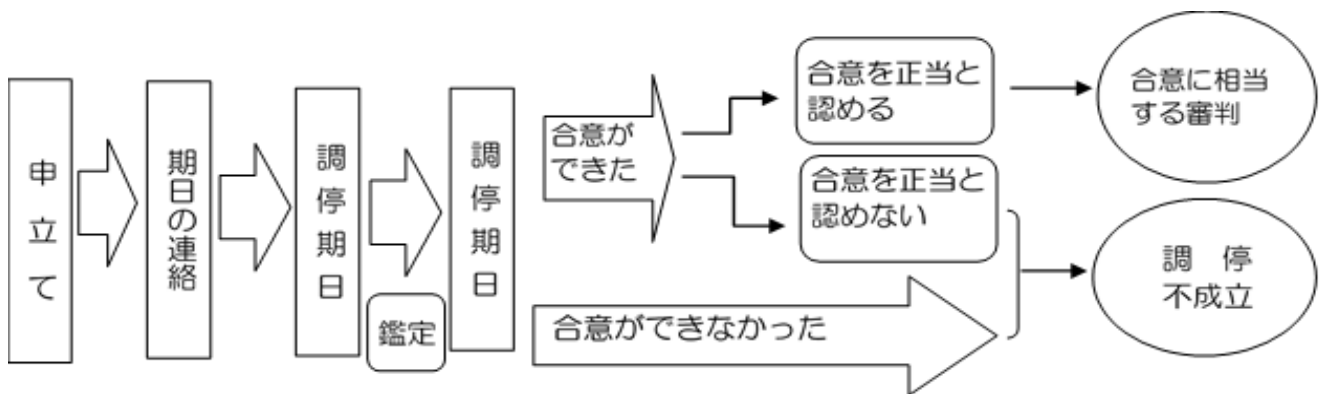 申立て
期日の連絡
調停期日
鑑定
調停期日
合意が
できた
合意を正当と
認める
合意に相当
する審判
合意を正当と
認めない
合意ができなかった
調　停
不成立